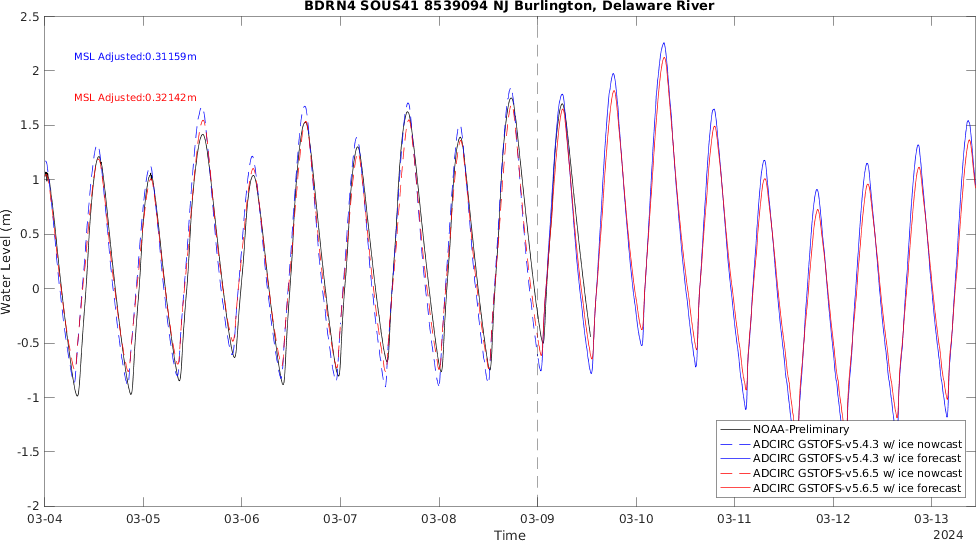 BDRN4 SOUS41 8539094 NJ Burlington, Delaware River
2.5
2
1.5
1
0.5
0
-0.5
-1
-1.5
-2
Water Level (m)
MSL Adjusted:0.31159m
MSL Adjusted:0.32142m
NOAA-Preliminary
ADCIRC GSTOFS-v5.4.3 w/ ice nowcast
ADCIRC GSTOFS-v5.4.3 w/ ice forecast
ADCIRC GSTOFS-v5.6.5 w/ ice nowcast
ADCIRC GSTOFS-v5.6.5 w/ ice forecast
03-04 03-05 03-06 03-07 03-08 03-09 03-10 03-11 03-12 03-13
Time
2024